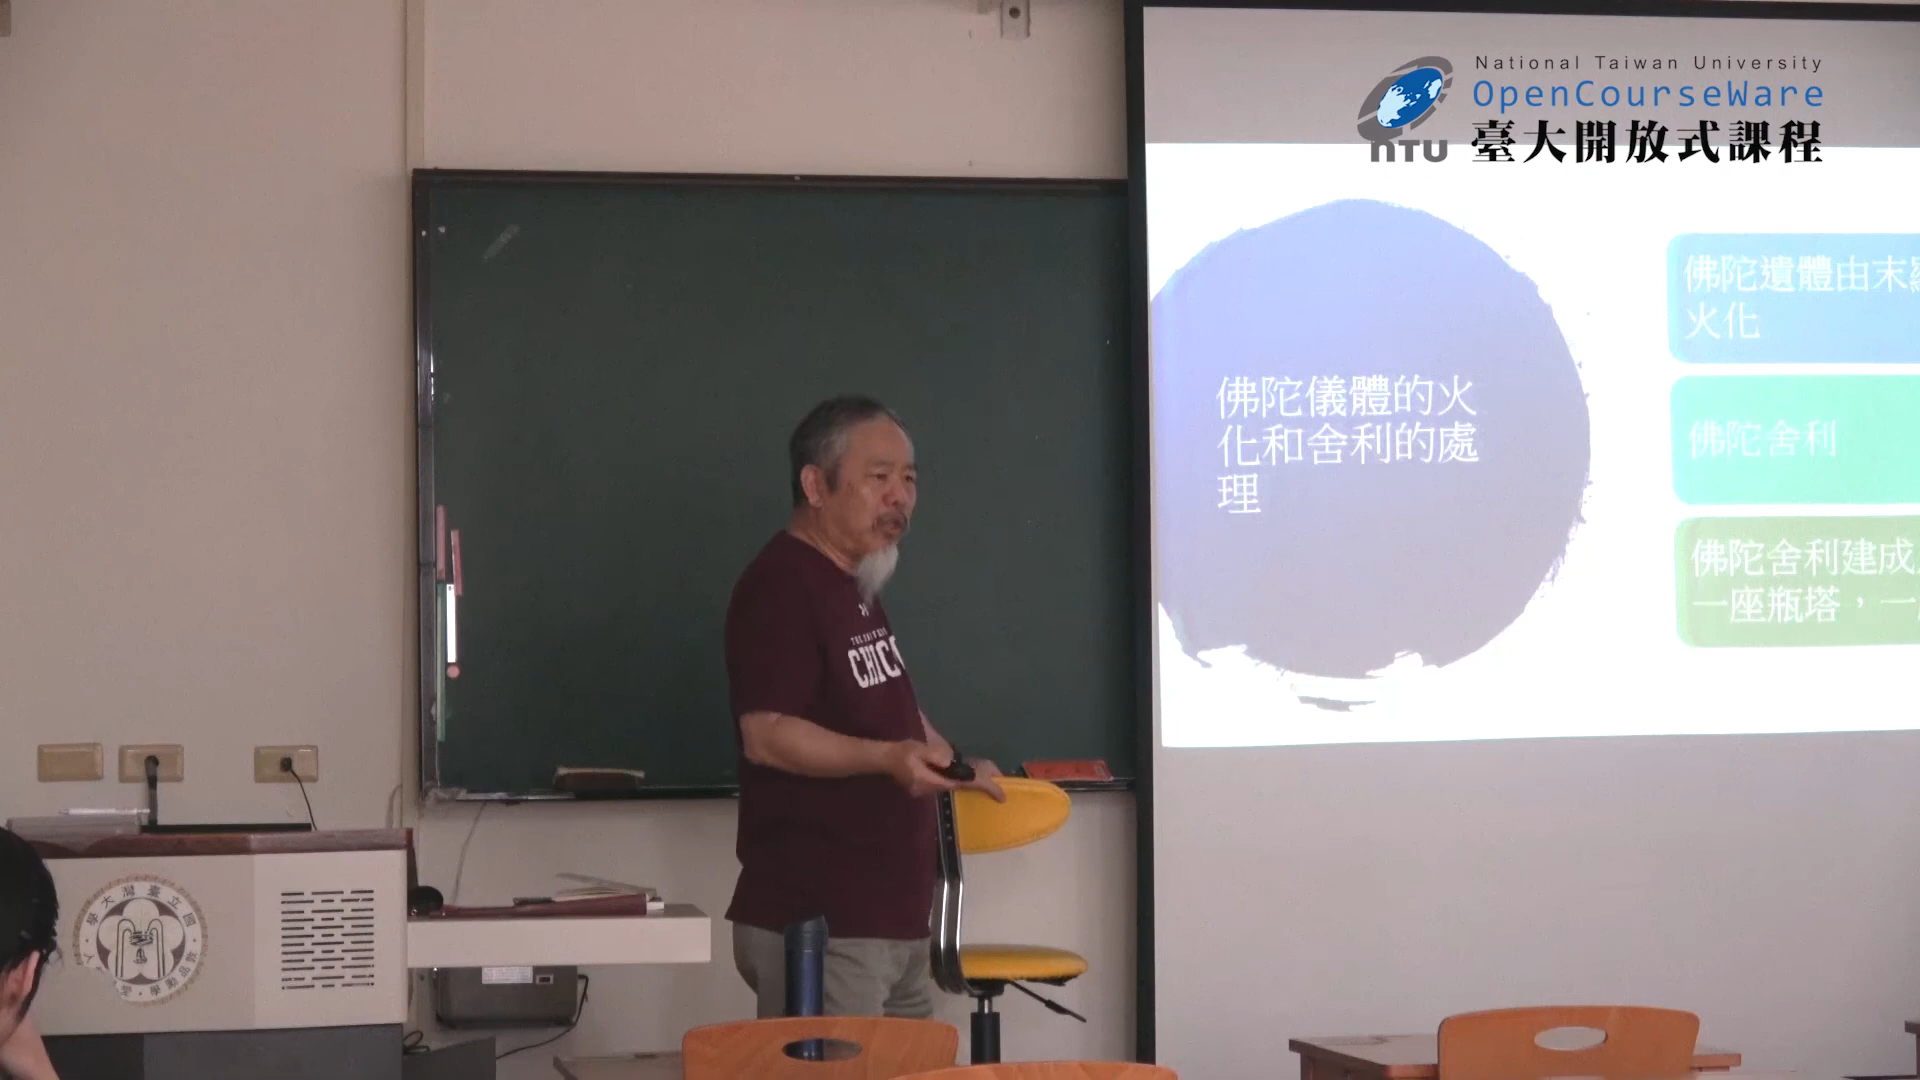 National Taiwan University
OpenCourseWare
臺大開放式課程
NTU
佛陀儀體的火
化和舍利的處
理
佛陀遺體由末羅
火化
佛陀舍利
佛陀舍利建成
一座瓶塔，一
CHIC